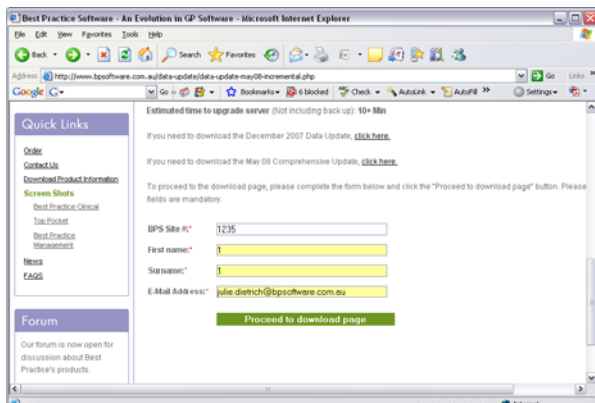 Best Practice Software - An Evolution in GP Software - Microsoft Internet Explorer
File Edit View Favorites Tools Help
Back Search Favorites
Address http://www.bpsoftware.com.au/data-update/data-update-may08-incremental.php Go Links »
Google G Go Bookmarks 6 blocked Check AutoLink AutoFill » Settings
Quick Links
Order
Contact Us
Download Product Information
Screen Shots
Best Practice Clinical
Top Pocket
Best Practice
Management
News
FAQS
Forum
Our forum is now open for
discussion about Best
Practice's products.
Estimated time to upgrade server (Not including back up): 10+ Min
If you need to download the December 2007 Data Update, click here.
If you need to download the May 08 Comprehensive Update, click here.
To proceed to the download page, please complete the form below and click the "Proceed to download page" button. Please
fields are mandatory.
BPS Site #:* 1235
First name:* 1
Surname:* 1
E-Mail Address:* julie.dietrich@bpsoftware.com.au
Proceed to download page